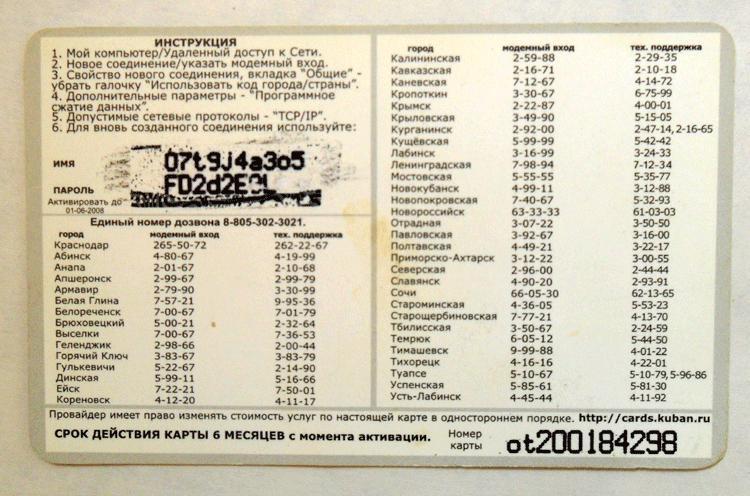 ИНСТРУКЦИЯ
1. Мой компьютер/Удаленный доступ к Сети.
2. Новое соединение/указать модемный вход.
3. Свойство нового соединения, вкладка "Общие" -
убрать галочку "Использовать код города/страны".
4. Дополнительные параметры - "Программное
сжатие данных".
5. Допустимые сетевые протоколы - "TCP/IP".
6. Для вновь созданного соединения используйте:
ИМЯ 07t9J4a3o5
ПАРОЛЬ
Активировать до
01-06-2008
Единый номер дозвона 8-805-302-3021.
город модемный вход тех. поддержка
Краснодар 265-50-72 262-22-67
Абинск 4-80-67 4-19-99
Анапа 2-01-67 2-10-68
Апшеронск 2-99-67 2-99-79
Армавир 2-79-90 3-30-99
Белая Глина 7-57-21 9-95-36
Белореченск 7-00-67 7-01-79
Брюховецкий 5-00-21 2-32-64
Выселки 7-00-67 7-36-53
Геленджик 2-98-66 2-00-44
Горячий Ключ 3-83-67 3-83-79
Гулькевичи 5-22-67 2-14-90
Динская 5-99-11 5-16-66
Ейск 7-22-21 7-50-01
Кореновск 4-12-20 4-11-17
город модемный вход тех. поддержка
Калининская 2-59-88 2-29-35
Кавказская 2-16-71 2-10-18
Каневская 7-12-67 4-14-72
Кропоткин 3-30-67 6-75-99
Крымск 2-22-87 4-00-01
Крыловская 3-49-90 5-15-05
Курганинск 2-92-00 2-47-14, 2-16-65
Кущёвская 5-99-99 5-42-42
Лабинск 3-16-99 3-24-33
Ленинградская 7-98-94 7-12-34
Мостовская 5-55-55 5-35-77
Новокубанск 4-99-11 3-12-88
Новопокровская 7-40-67 5-32-93
Новороссийск 63-33-33 61-03-03
Отрадная 3-07-22 3-50-50
Павловская 3-92-67 3-16-00
Полтавская 4-49-21 3-22-17
Приморско-Ахтарск 3-12-22 3-00-55
Северская 2-96-00 2-44-44
Славянск 4-90-20 2-93-91
Сочи 66-05-30 62-13-65
Староминская 4-36-05 5-53-23
Старощербиновская 7-77-21 4-13-70
Тбилисская 3-50-67 2-24-59
Темрюк 6-05-12 5-44-50
Тимашевск 9-99-88 4-01-22
Тихорецк 4-16-16 4-22-01
Туапсе 5-10-67 5-10-79, 5-96-86
Успенская 5-85-61 5-81-30
Усть-Лабинск 4-45-44 4-11-92
Провайдер имеет право изменять стоимость услуг по настоящей карте в одностороннем порядке. http://cards.kuban.ru
СРОК ДЕЙСТВИЯ КАРТЫ 6 МЕСЯЦЕВ с момента активации. Номер карты ot200184298